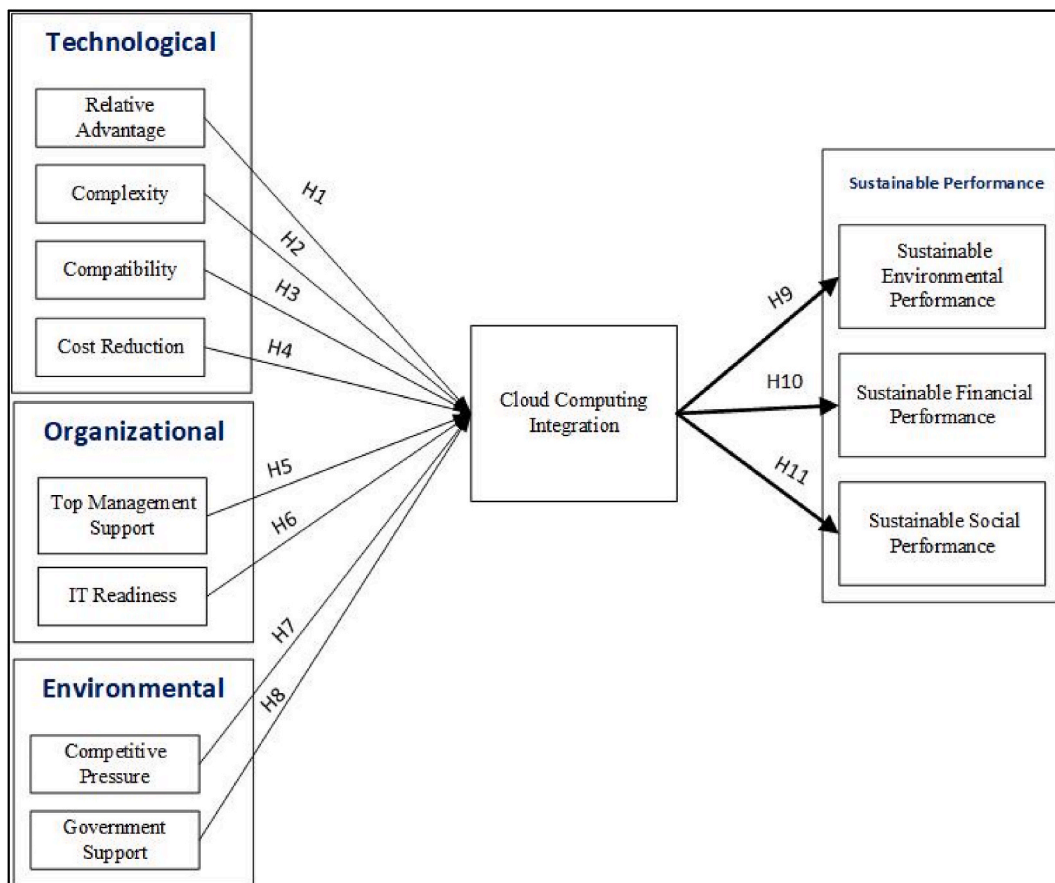 Technological
Relative
Advantage
Complexity
Compatibility
Cost Reduction
Organizational
Top Management
Support
IT Readiness
Environmental
Competitive
Pressure
Government
Support
H1
H2
H3
H4
H5
H6
H7
H8
Cloud Computing
Integration
H9
H10
H11
Sustainable Performance
Sustainable
Environmental
Performance
Sustainable Financial
Performance
Sustainable Social
Performance